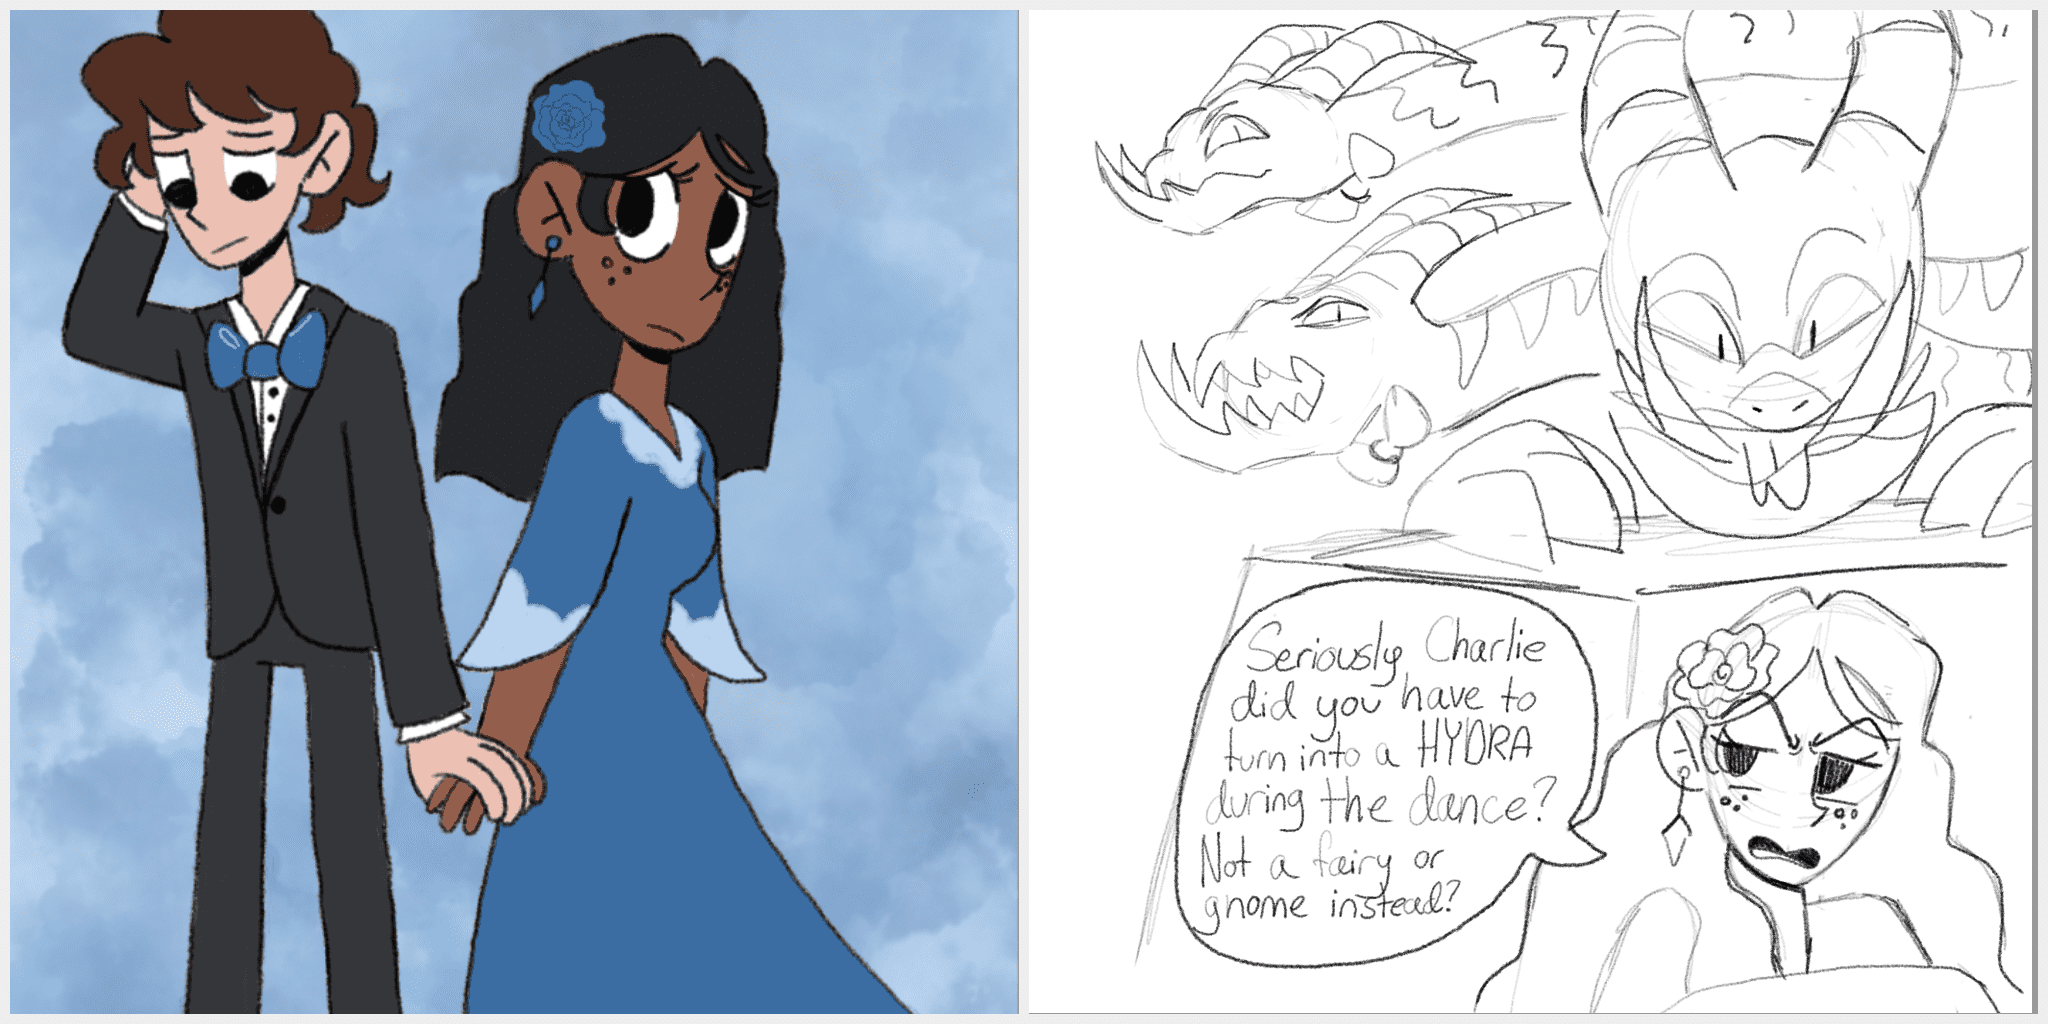 Seriously Charlie
did you have to
turn into a HYDRA
during the dance?
Not a fairy or
gnome instead?